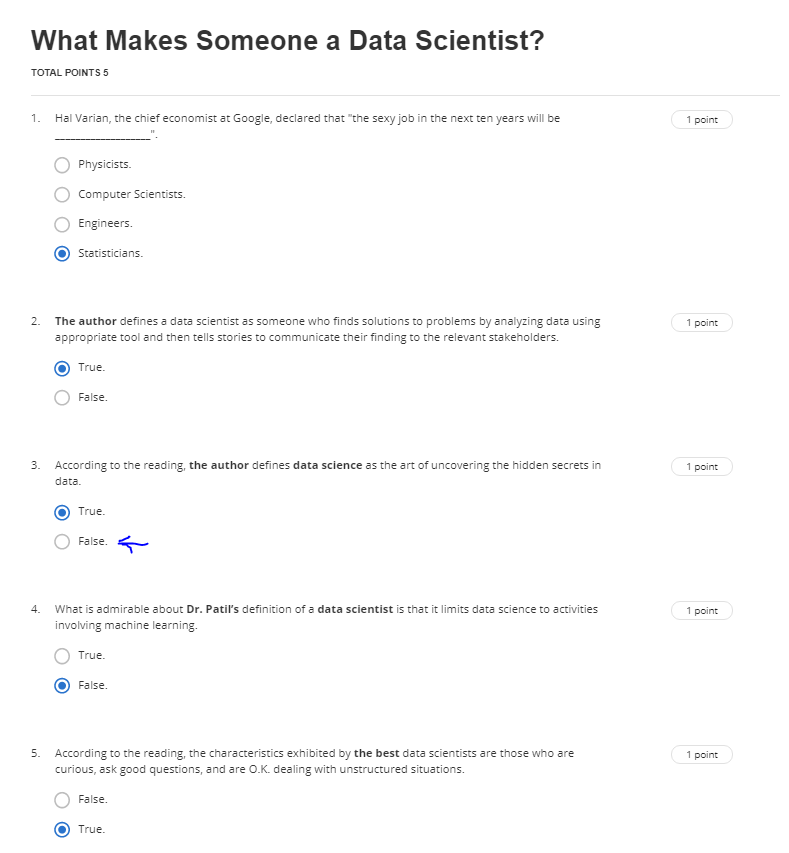 What Makes Someone a Data Scientist?
TOTAL POINTS 5
1. Hal Varian, the chief economist at Google, declared that "the sexy job in the next ten years will be
___________________".
1 point
Physicists.
Computer Scientists.
Engineers.
Statisticians.
2. The author defines a data scientist as someone who finds solutions to problems by analyzing data using
appropriate tool and then tells stories to communicate their finding to the relevant stakeholders.
1 point
True.
False.
3. According to the reading, the author defines data science as the art of uncovering the hidden secrets in
data.
1 point
True.
False.
4. What is admirable about Dr. Patil's definition of a data scientist is that it limits data science to activities
involving machine learning.
1 point
True.
False.
5. According to the reading, the characteristics exhibited by the best data scientists are those who are
curious, ask good questions, and are O.K. dealing with unstructured situations.
1 point
False.
True.